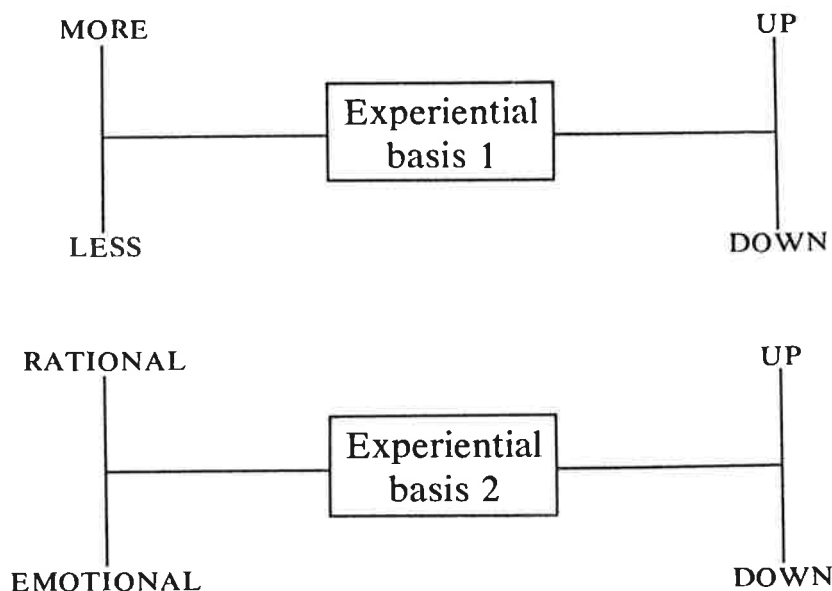 MORE
UP
Experiential
basis 1
LESS
DOWN
RATIONAL
UP
Experiential
basis 2
EMOTIONAL
DOWN